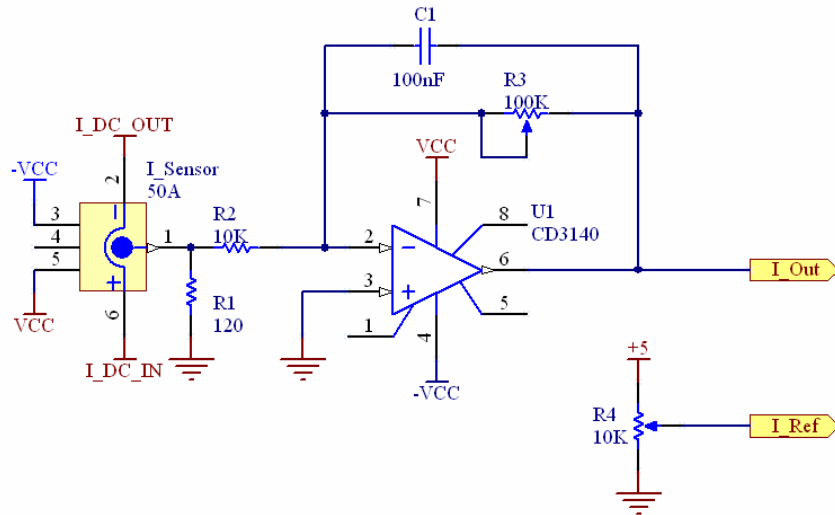 C1
100nF
R3
100K
I_DC_OUT
VCC
-VCC
I_Sensor
50A
2
3
4
5
1
R2
10K
7
8
U1
CD3140
2
6
I_Out
3
R1
120
5
VCC
6
1
4
+5
I_DC_IN
-VCC
R4
10K
I_Ref